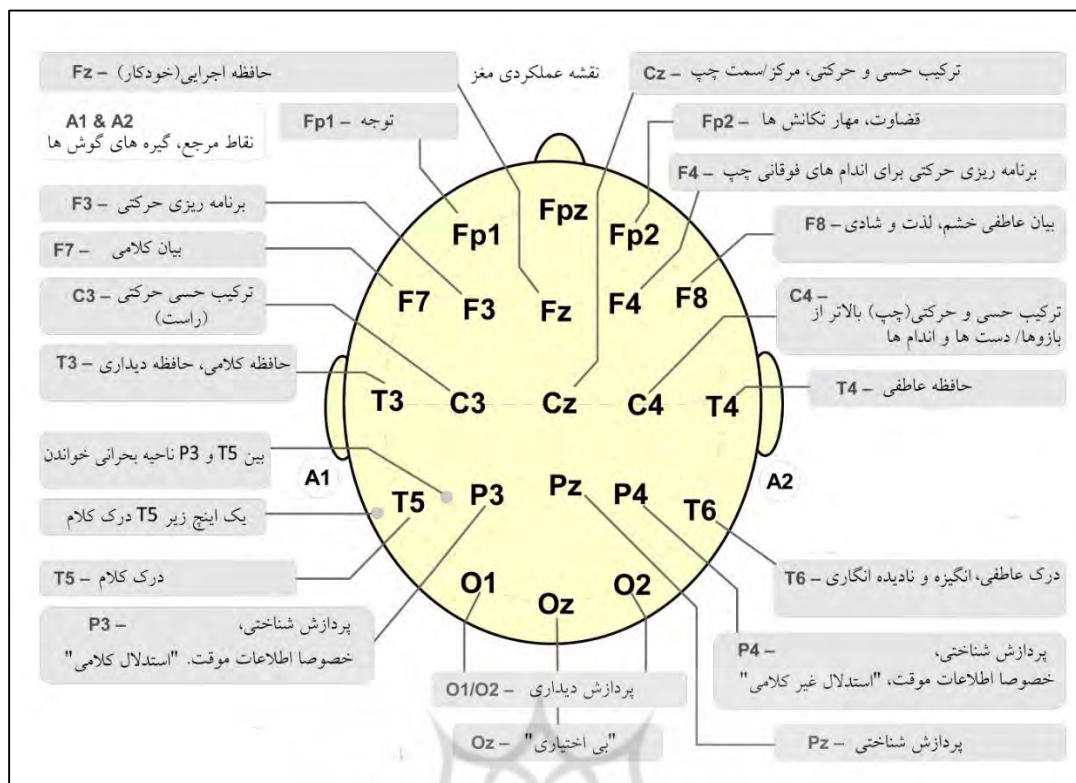 نقشه عملکردی مغز
Fz – حافظه اجرایی(خودکار)
Cz – ترکیب حسی و حرکتی، مرکز/سمت چپ
A1 & A2
نقاط مرجع، گیره های گوش ها
Fp1 – توجه
Fp2 – قضاوت، مهار تکانش ها
F4 – برنامه ریزی حرکتی برای اندام های فوقانی چپ
F3 – برنامه ریزی حرکتی
F8 – بیان عاطفی خشم، لذت و شادی
F7 – بیان کلامی
C3 – ترکیب حسی حرکتی
(راست)
C4 –
ترکیب حسی و حرکتی(چپ) بالاتر از
بازوها/ دست ها و اندام ها
T3 – حافظه کلامی، حافظه دیداری
T4 – حافظه عاطفی
بین T5 و P3 ناحیه بحرانی خواندن
یک اینچ زیر T5 درک کلام
T5 – درک کلام
T6 – درک عاطفی، انگیزه و نادیده انگاری
P3 – پردازش شناختی،
خصوصا اطلاعات موقت. "استدلال کلامی"
P4 – پردازش شناختی،
خصوصا اطلاعات موقت، "استدلال غیر کلامی"
O1/O2 – پردازش دیداری
Oz – "بی اختیاری"
Pz – پردازش شناختی
Fpz
Fp1
Fp2
F7
F3
Fz
F4
F8
T3
C3
Cz
C4
T4
A1
A2
T5
P3
Pz
P4
T6
O1
Oz
O2